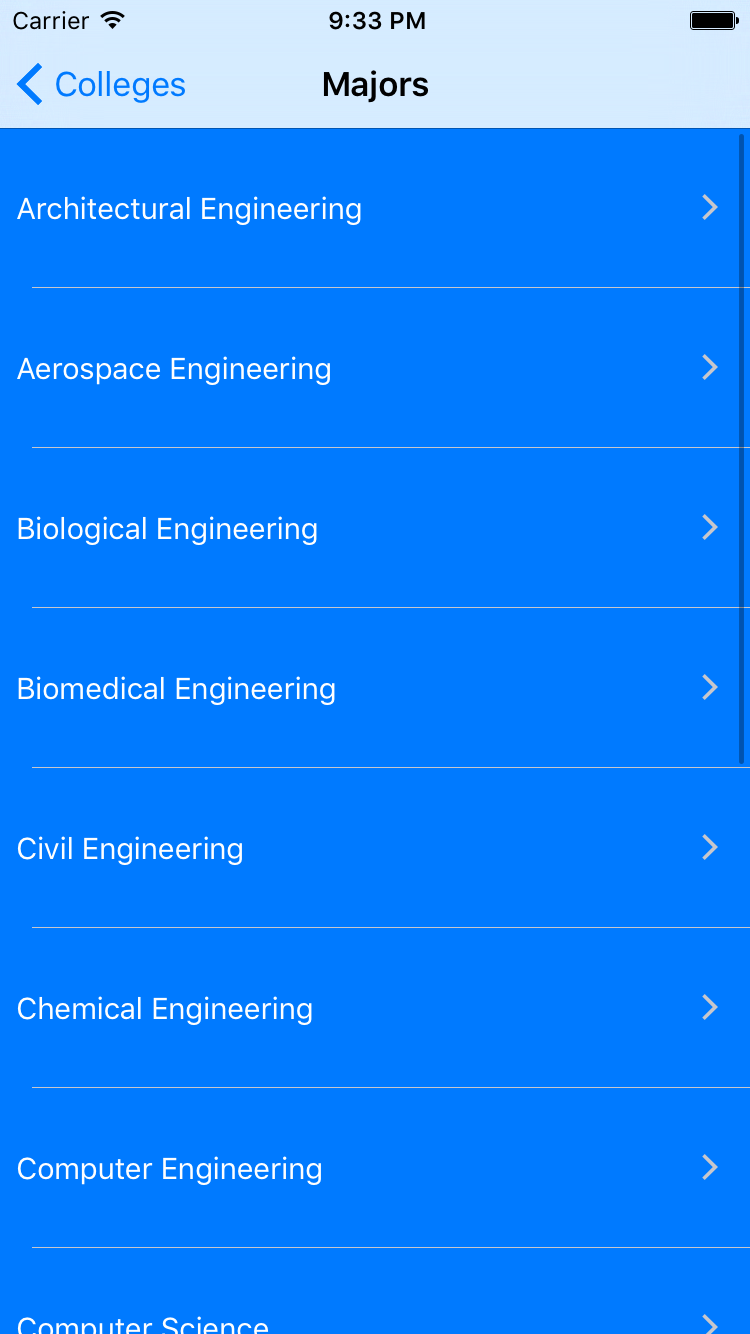 Carrier 9:33 PM
Colleges Majors
Architectural Engineering
Aerospace Engineering
Biological Engineering
Biomedical Engineering
Civil Engineering
Chemical Engineering
Computer Engineering
Computer Science